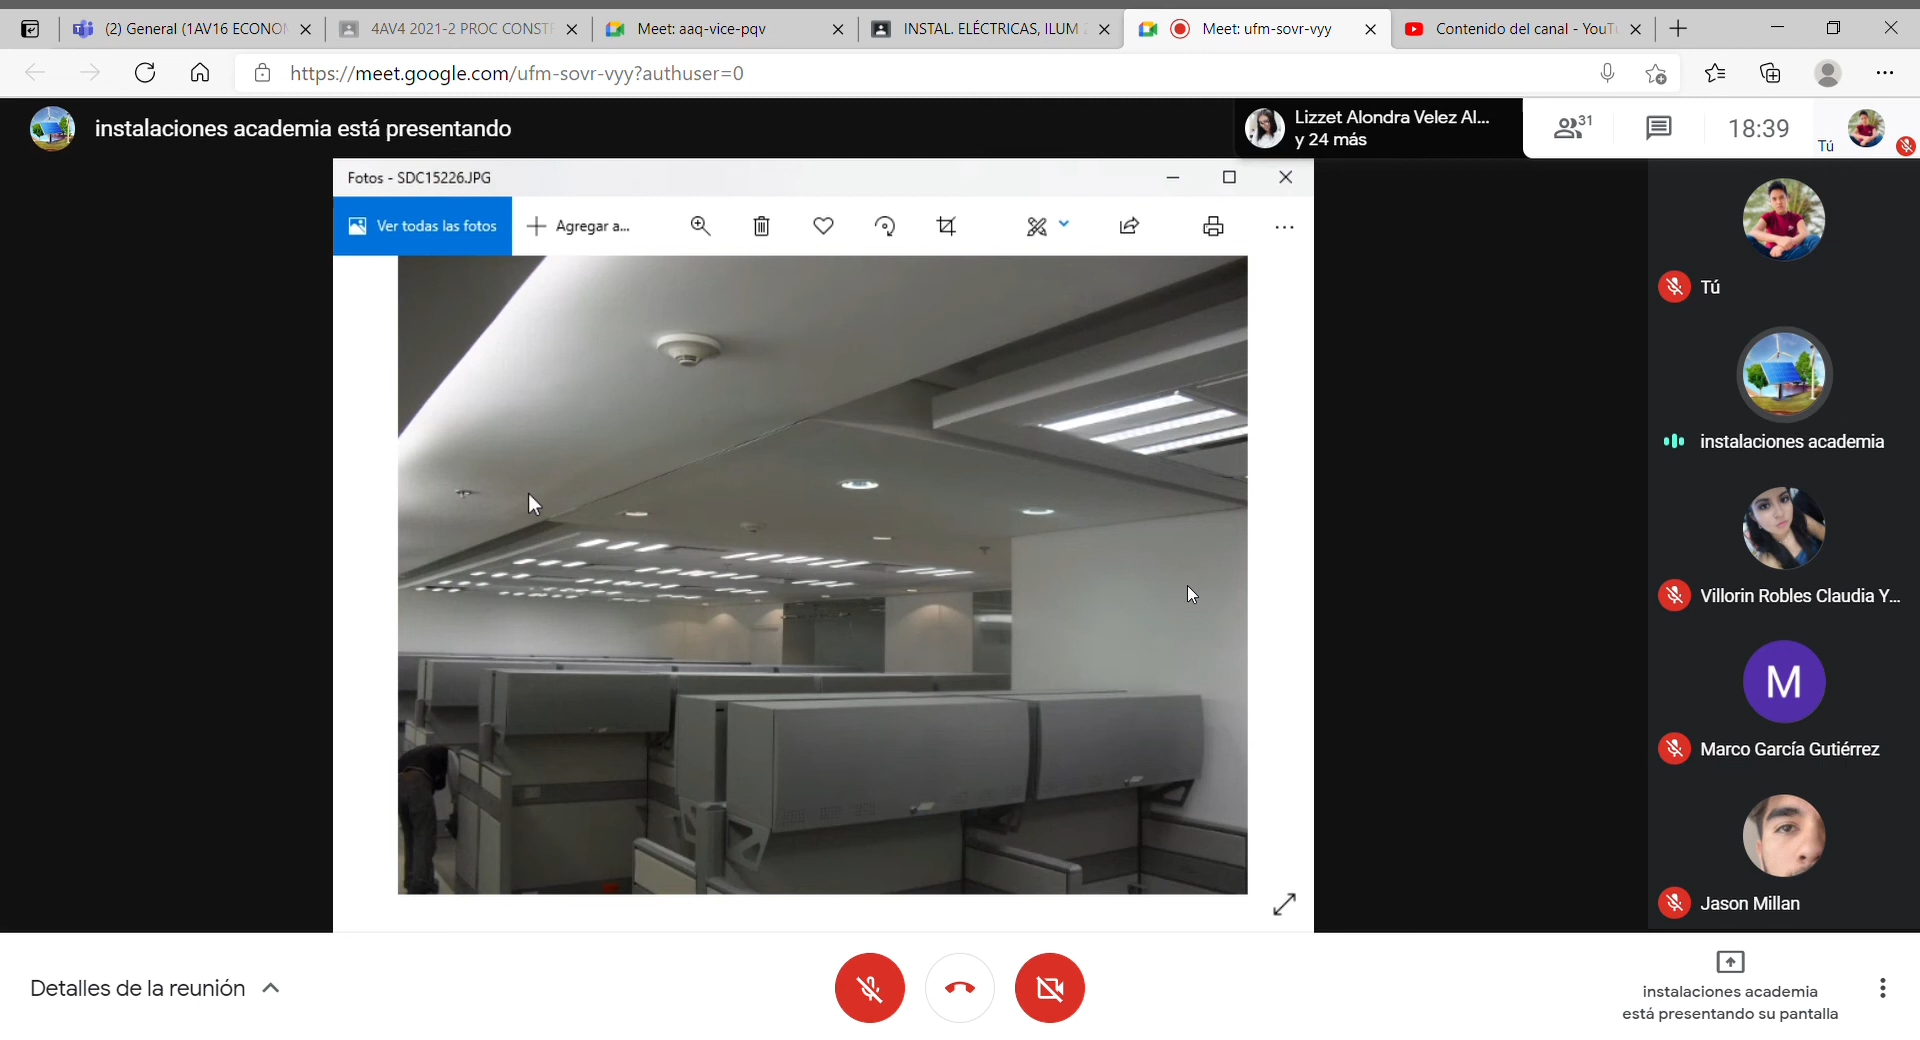 (2) General (1AV16 ECONO
4AV4 2021-2 PROC CONST
Meet: aaq-vice-pqv
INSTAL. ELÉCTRICAS, ILUM
Meet: ufm-sovr-vyy
Contenido del canal - YouT
https://meet.google.com/ufm-sovr-vyy?authuser=0
instalaciones academia está presentando
Lizzet Alondra Velez Al...
y 24 más
31
18:39
Tú
Fotos - SDC15226.JPG
Ver todas las fotos
Agregar a...
Tú
instalaciones academia
Villorin Robles Claudia Y...
M
Marco García Gutiérrez
Jason Millan
Detalles de la reunión
instalaciones academia
está presentando su pantalla